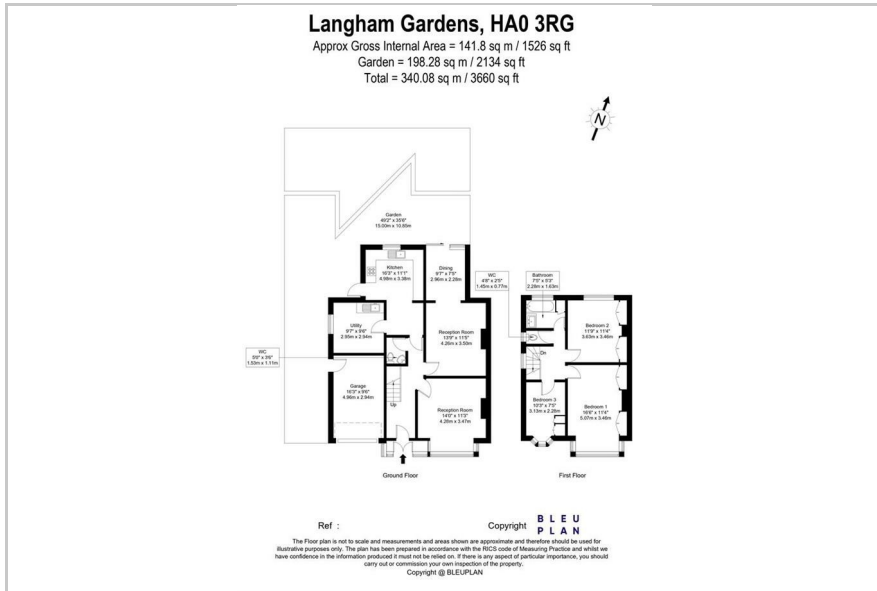 Langham Gardens, HA0 3RG
Approx Gross Internal Area = 141.8 sq m / 1526 sq ft
Garden = 198.28 sq m / 2134 sq ft
Total = 340.08 sq m / 3660 sq ft
N
Garden
49'2" x 35'6"
15.00m x 10.85m
Kitchen
16'3" x 11'1"
4.98m x 3.38m
Dining
9'7" x 7'5"
2.96m x 2.28m
WC
4'8" x 2'5"
1.45m x 0.77m
Bathroom
7'5" x 5'3"
2.28m x 1.63m
Utility
9'7" x 9'6"
2.95m x 2.94m
Reception Room
13'9" x 11'5"
4.26m x 3.50m
Bedroom 2
11'9" x 11'4"
3.63m x 3.46m
WC
5'0" x 3'6"
1.53m x 1.11m
Garage
16'3" x 9'6"
4.96m x 2.94m
Up
Reception Room
14'0" x 11'3"
4.28m x 3.47m
Dn
Bedroom 3
10'3" x 7'5"
3.13m x 2.28m
Bedroom 1
16'6" x 11'4"
5.07m x 3.46m
Ground Floor
First Floor
Ref :
Copyright
BLEU
PLAN
The Floor plan is not to scale and measurements and areas shown are approximate and therefore should be used for
illustrative purposes only. The plan has been prepared in accordance with the RICS code of Measuring Practice and whilst we
have confidence in the information produced it must not be relied on. If there is any aspect of particular importance, you should
carry out or commission your own inspection of the property.
Copyright @ BLEUPLAN